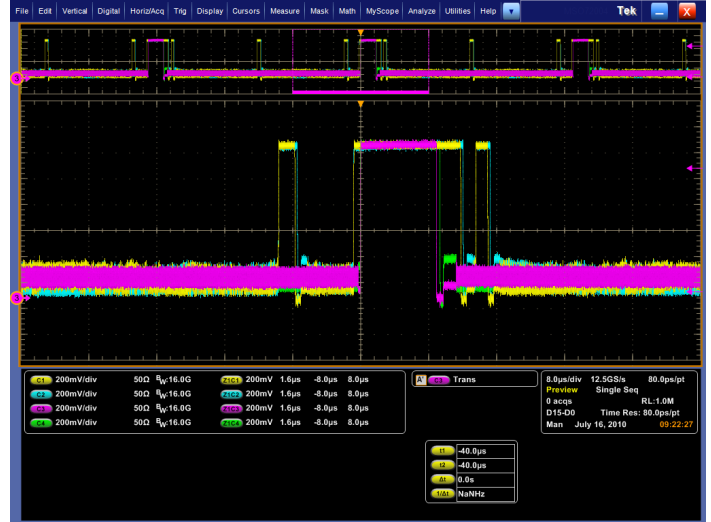 File Edit Vertical Digital Horiz/Acq Trig Display Cursors Measure Mask Math MyScope Analyze Utilities Help Tek X
3
3
C1 200mV/div 50Ω BW:16.0G Z1C1 200mV 1.6µs -8.0µs 8.0µs
C2 200mV/div 50Ω BW:16.0G Z1C2 200mV 1.6µs -8.0µs 8.0µs
C3 200mV/div 50Ω BW:16.0G Z1C3 200mV 1.6µs -8.0µs 8.0µs
C4 200mV/div 50Ω BW:16.0G Z1C4 200mV 1.6µs -8.0µs 8.0µs
A' C3 Trans
8.0µs/div 12.5GS/s 80.0ps/pt
Preview Single Seq
0 acqs RL:1.0M
D15-D0 Time Res: 80.0ps/pt
Man July 16, 2010 09:22:27
t1 -40.0µs
t2 -40.0µs
Δt 0.0s
1/Δt NaNHz